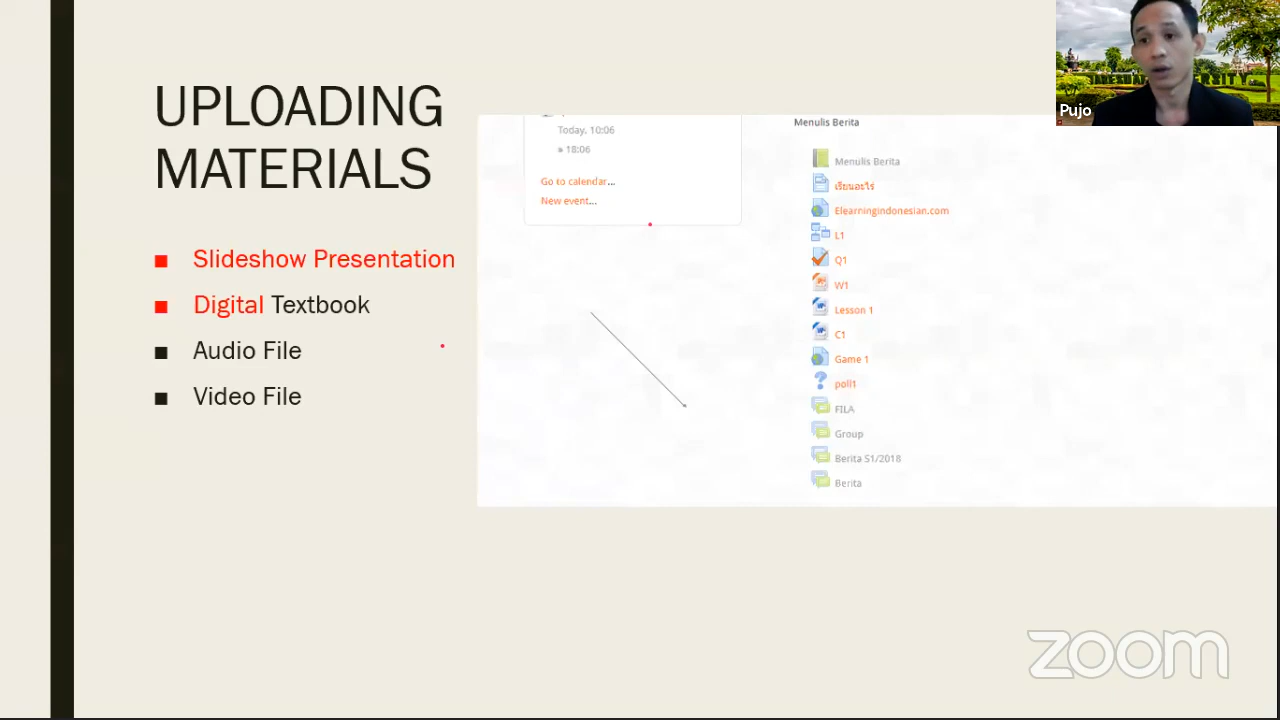 UPLOADING
MATERIALS
Slideshow Presentation
Digital Textbook
Audio File
Video File
Today, 10:06
18:06
Go to calendar...
New event...
Menulis Berita
Menulis Berita
เรียนอะไร
Elearningindonesian.com
L1
Q1
W1
Lesson 1
C1
Game 1
poll1
FILA
Group
Berita S1/2018
Berita
Pujo
zoom